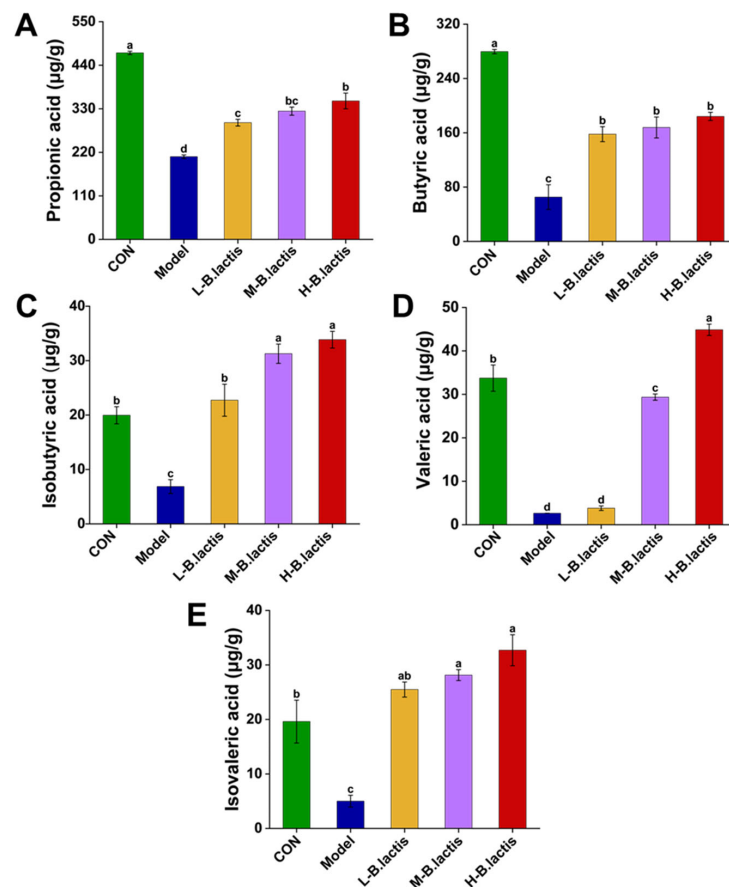 A
Propionic acid (µg/g)
550
440
330
220
110
0
a
d
c
bc
b
CON
Model
L-B.lactis
M-B.lactis
H-B.lactis
B
Butyric acid (µg/g)
320
240
160
80
0
a
c
b
b
b
CON
Model
L-B.lactis
M-B.lactis
H-B.lactis
C
Isobutyric acid (µg/g)
40
30
20
10
0
b
c
b
a
a
CON
Model
L-B.lactis
M-B.lactis
H-B.lactis
D
Valeric acid (µg/g)
50
40
30
20
10
0
b
d
d
c
a
CON
Model
L-B.lactis
M-B.lactis
H-B.lactis
E
Isovaleric acid (µg/g)
40
30
20
10
0
b
c
ab
a
a
CON
Model
L-B.lactis
M-B.lactis
H-B.lactis